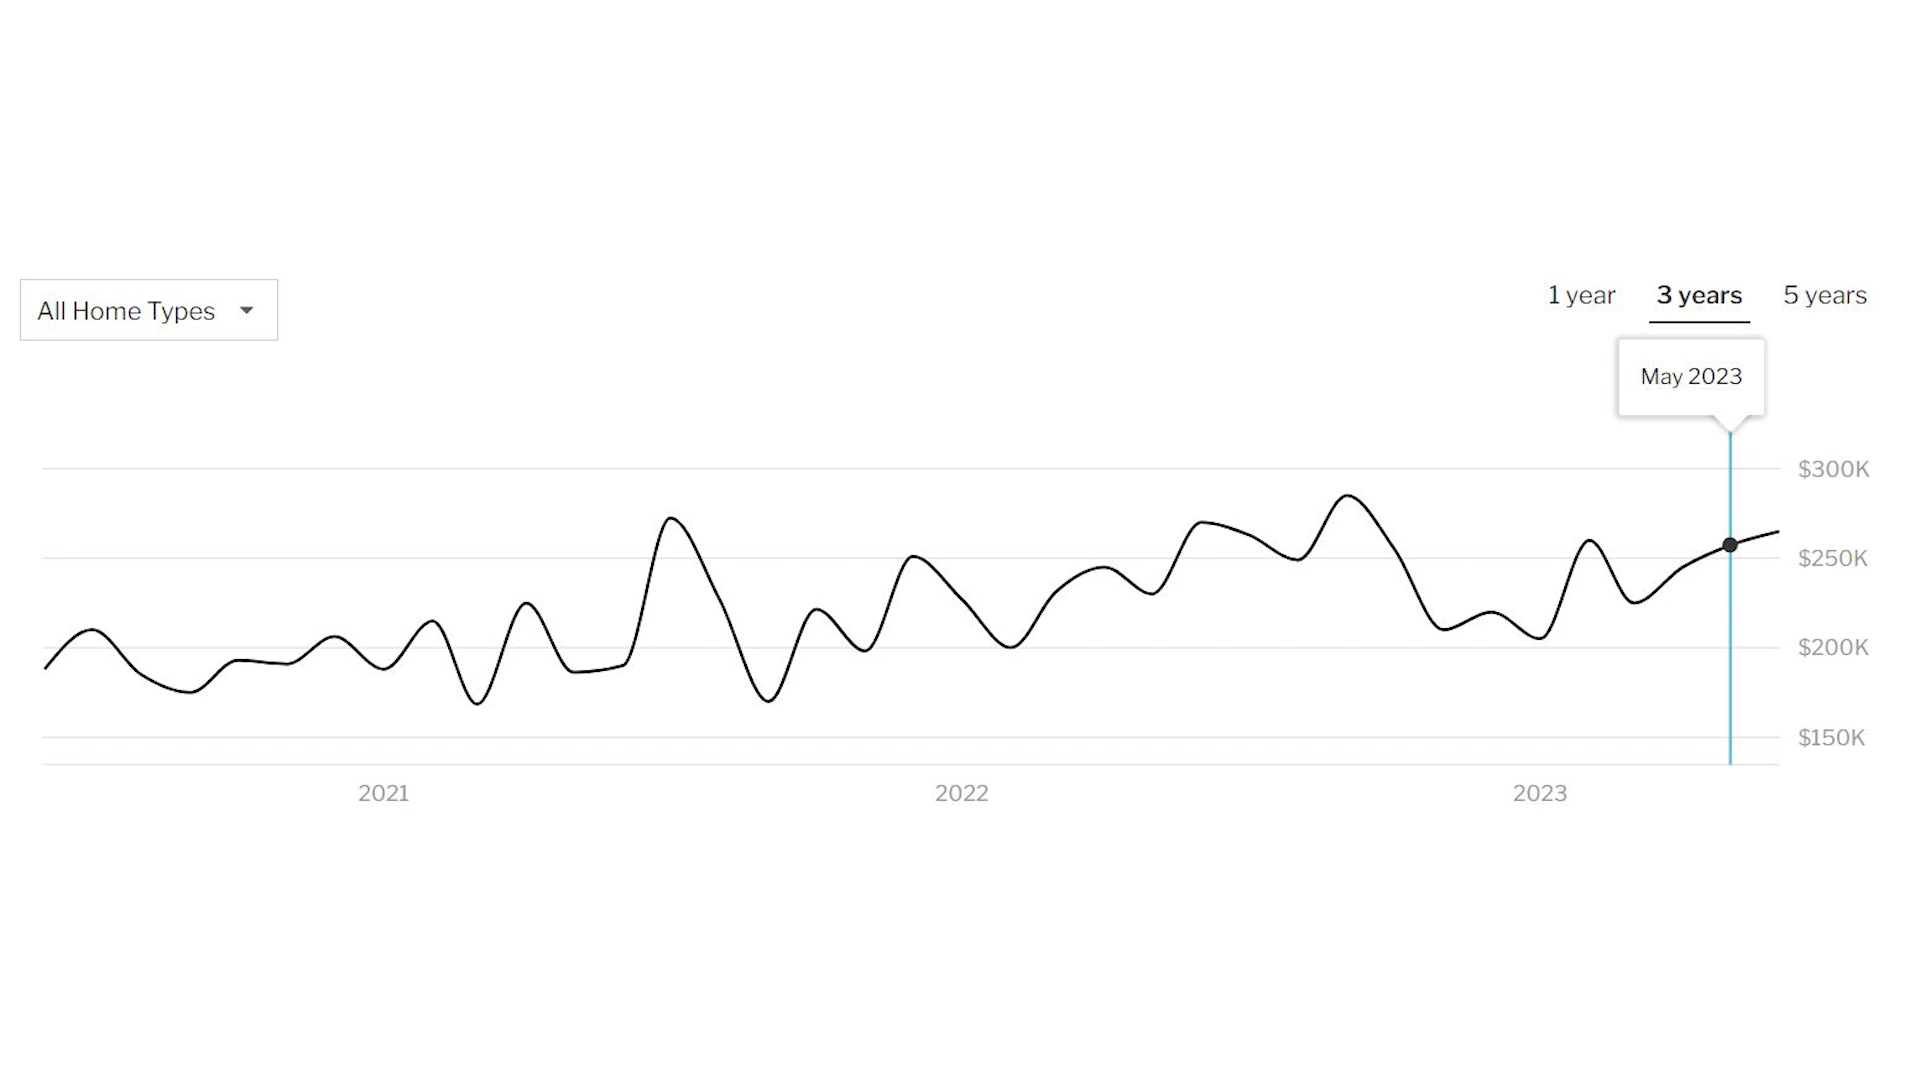 All Home Types
1 year
3 years
5 years
May 2023
$300K
$250K
$200K
$150K
2021
2022
2023